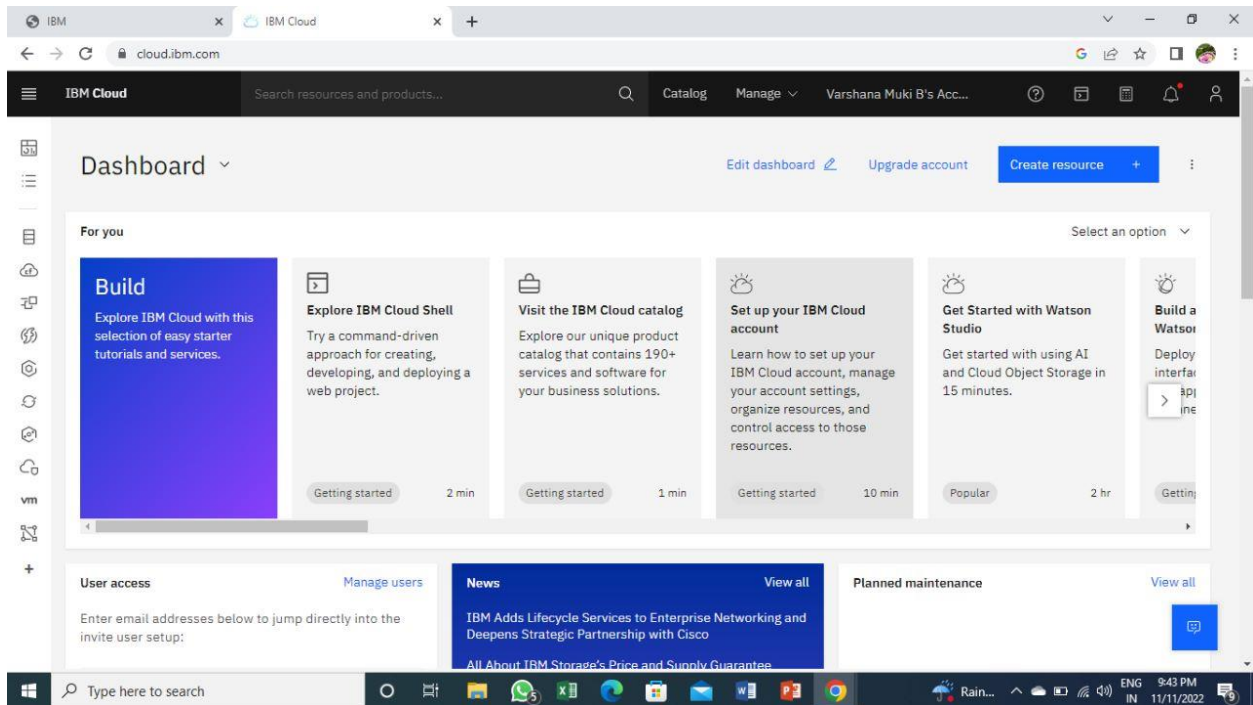 IBM
IBM Cloud
cloud.ibm.com
IBM Cloud
Search resources and products...
Catalog
Manage
Varshana Muki B's Acc...
Dashboard
Edit dashboard
Upgrade account
Create resource +
For you
Select an option
Build
Explore IBM Cloud with this
selection of easy starter
tutorials and services.
Explore IBM Cloud Shell
Try a command-driven
approach for creating,
developing, and deploying a
web project.
Getting started
2 min
Visit the IBM Cloud catalog
Explore our unique product
catalog that contains 190+
services and software for
your business solutions.
Getting started
1 min
Set up your IBM Cloud
account
Learn how to set up your
IBM Cloud account, manage
your account settings,
organize resources, and
control access to those
resources.
Getting started
10 min
Get Started with Watson
Studio
Get started with using AI
and Cloud Object Storage in
15 minutes.
Popular
2 hr
Build a
Deploy
vm
User access
Manage users
Enter email addresses below to jump directly into the
invite user setup:
News
View all
IBM Adds Lifecycle Services to Enterprise Networking and
Deepens Strategic Partnership with Cisco
All About IBM Storage's Price and Supply Guarantee
Planned maintenance
View all
Type here to search
5
Rain...
ENG
IN
9:43 PM
11/11/2022
9